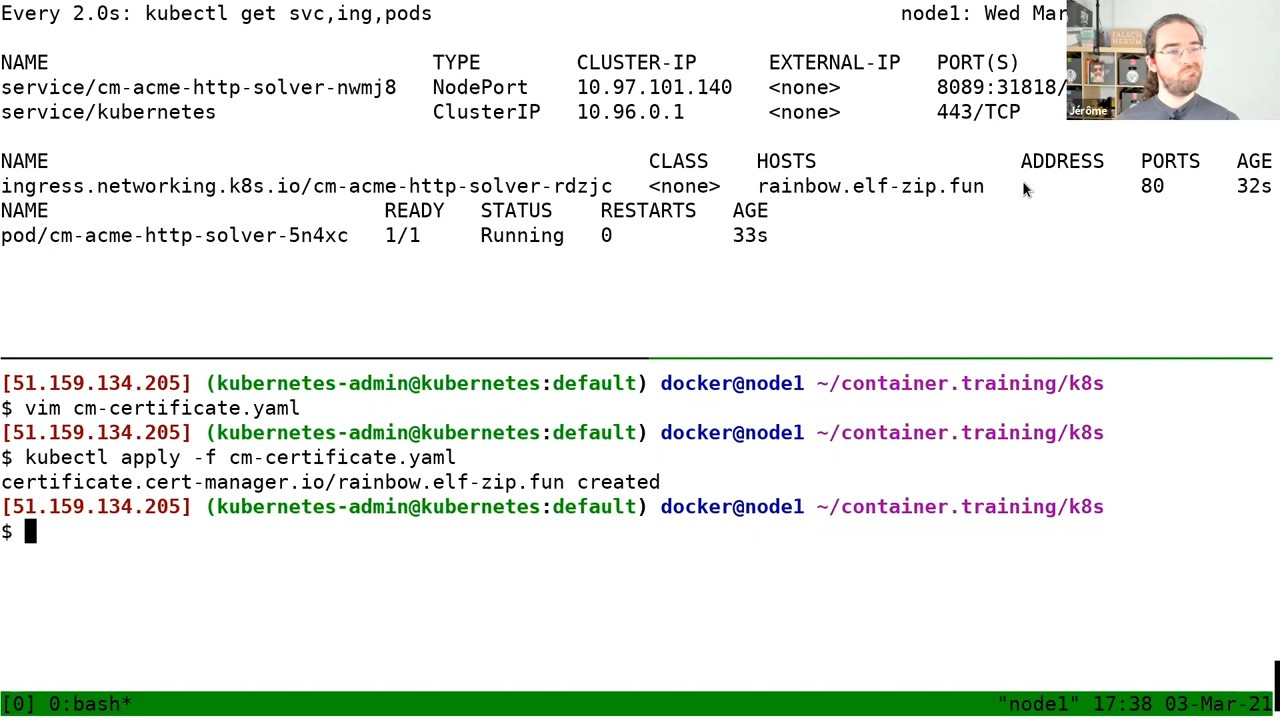 Every 2.0s: kubectl get svc,ing,pods node1: Wed Mar
NAME TYPE CLUSTER-IP EXTERNAL-IP PORT(S)
service/cm-acme-http-solver-nwmj8 NodePort 10.97.101.140 <none> 8089:31818/
service/kubernetes ClusterIP 10.96.0.1 <none> 443/TCP
Jérôme
NAME CLASS HOSTS ADDRESS PORTS AGE
ingress.networking.k8s.io/cm-acme-http-solver-rdzjc <none> rainbow.elf-zip.fun 80 32s
NAME READY STATUS RESTARTS AGE
pod/cm-acme-http-solver-5n4xc 1/1 Running 0 33s
[51.159.134.205] (kubernetes-admin@kubernetes:default) docker@node1 ~/container.training/k8s
$ vim cm-certificate.yaml
[51.159.134.205] (kubernetes-admin@kubernetes:default) docker@node1 ~/container.training/k8s
$ kubectl apply -f cm-certificate.yaml
certificate.cert-manager.io/rainbow.elf-zip.fun created
[51.159.134.205] (kubernetes-admin@kubernetes:default) docker@node1 ~/container.training/k8s
$
[0] 0:bash* "node1" 17:38 03-Mar-21